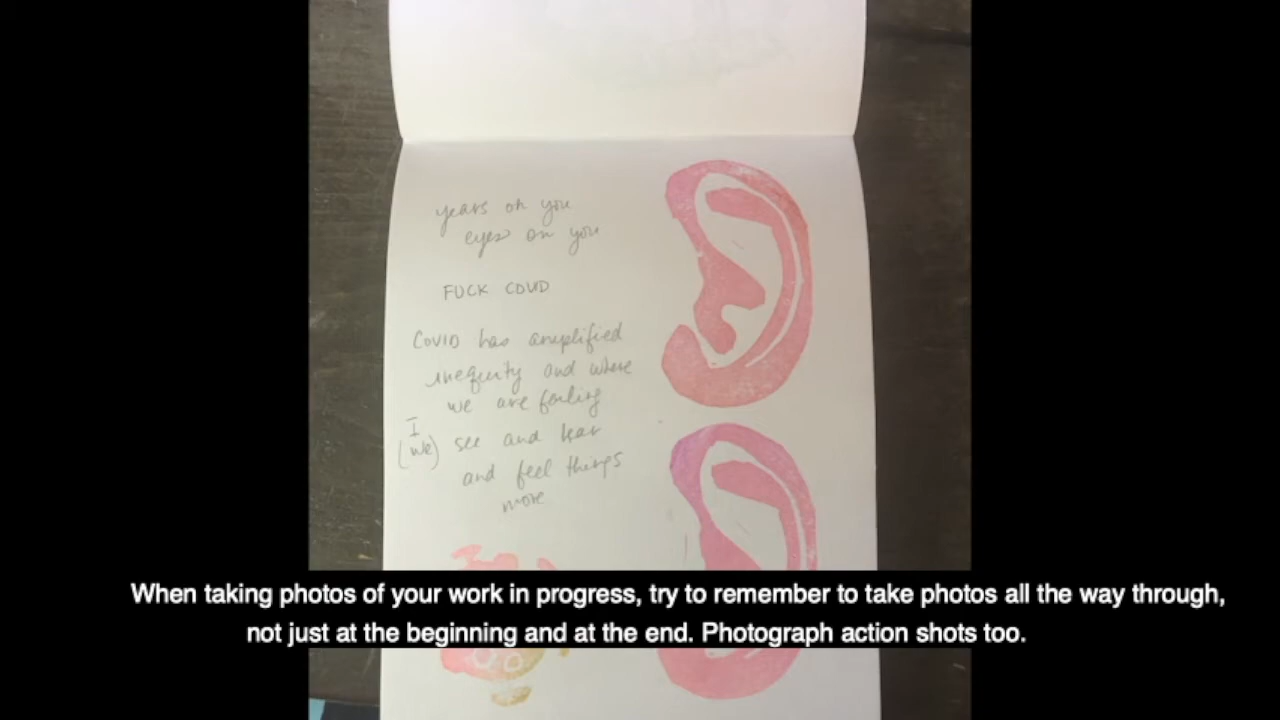 years on you
eyes on you
FUCK COVID
COVID has amplified
inequity and where
we are failing
I
(we) see and hear
and feel things
more
When taking photos of your work in progress, try to remember to take photos all the way through,
not just at the beginning and at the end. Photograph action shots too.